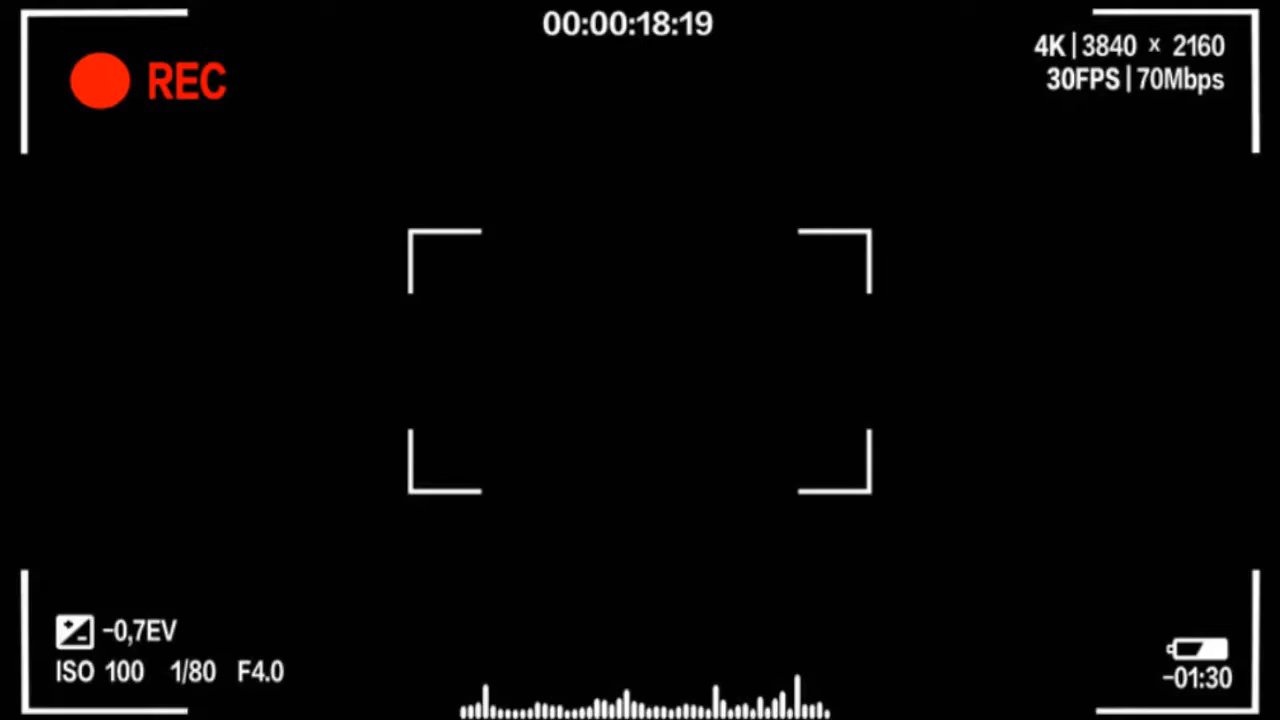 00:00:18:19
REC
4K|3840 x 2160
30FPS|70Mbps
-0,7EV
ISO 100 1/80 F4.0
-01:30